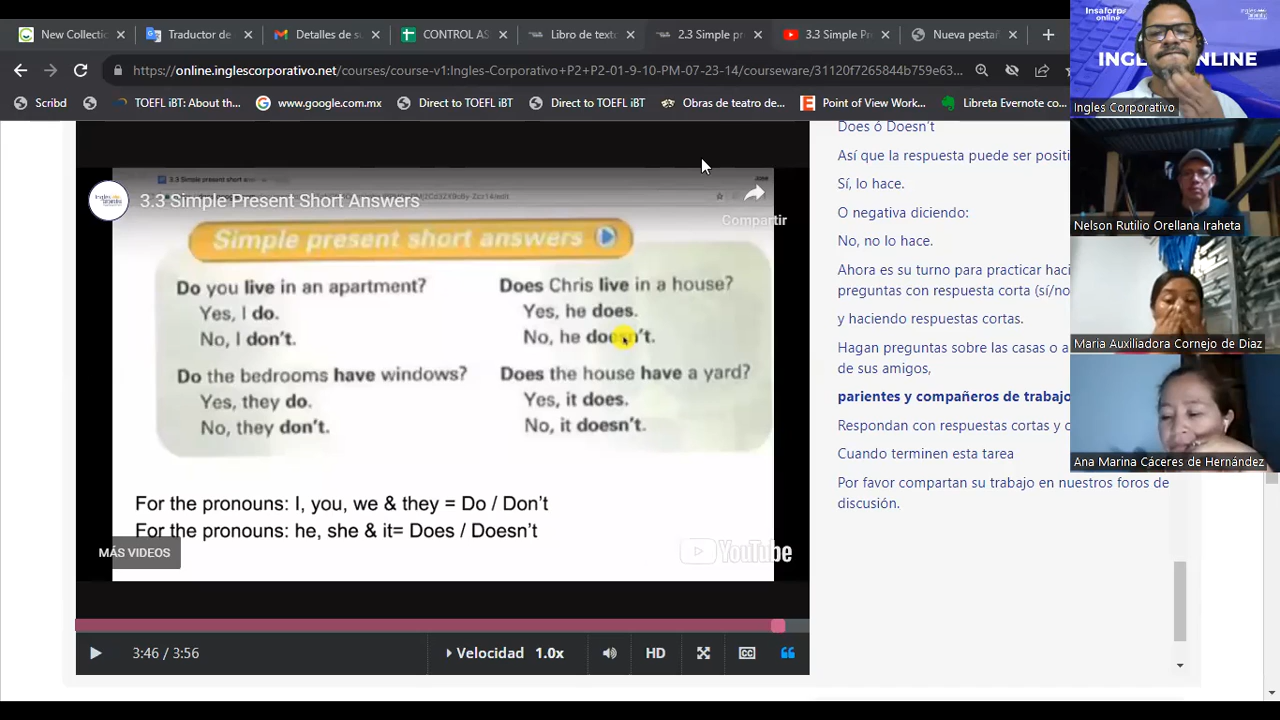 New Collectio
Traductor de
Detalles de su
CONTROL AS
Libro de texto
2.3 Simple pr
3.3 Simple Pr
Nueva pestañ
https://online.inglescorporativo.net/courses/course-v1:Ingles-Corporativo+P2+P2-01-9-10-PM-07-23-14/courseware/31120f7265844b759e63...
Scribd
TOEFL iBT: About th...
www.google.com.m
Direct to TOEFL iBT
Direct to TOEFL iBT
Obras de teatro de...
Point of View Work...
Libreta Evernote co...
3.3 Simple Present Short Answers
Compartir
Simple present short answers
Do you live in an apartment?
Yes, I do.
No, I don't.
Do the bedrooms have windows?
Yes, they do.
No, they don't.
Does Chris live in a house?
Yes, he does.
No, he doesn't.
Does the house have a yard?
Yes, it does.
No, it doesn't.
For the pronouns: I, you, we & they = Do / Don't
For the pronouns: he, she & it= Does / Doesn't
MÁS VIDEOS
YouTube
3:46 / 3:56
Velocidad 1.0x
HD
CC
Does ó Doesn't
Así que la respuesta puede ser positi
Sí, lo hace.
O negativa diciendo:
No, no lo hace.
Ahora es su turno para practicar haci
preguntas con respuesta corta (sí/no
y haciendo respuestas cortas.
Hagan preguntas sobre las casas o a
de sus amigos,
parientes y compañeros de trabajo
Respondan con respuestas cortas y c
Cuando terminen esta tarea
Por favor compartan su trabajo en nuestros foros de
discusión.
Insaforp
online
INGL ONLINE
Ingles Corporativo
Nelson Rutilio Orellana Iraheta
Maria Auxiliadora Cornejo de Diaz
Ana Marina Cáceres de Hernández